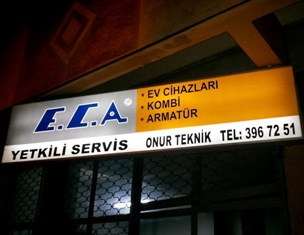 E.C.A ®
• EV CİHAZLARI
• KOMBİ
• ARMATÜR
YETKİLİ SERVİS ONUR TEKNİK TEL: 396 72 51